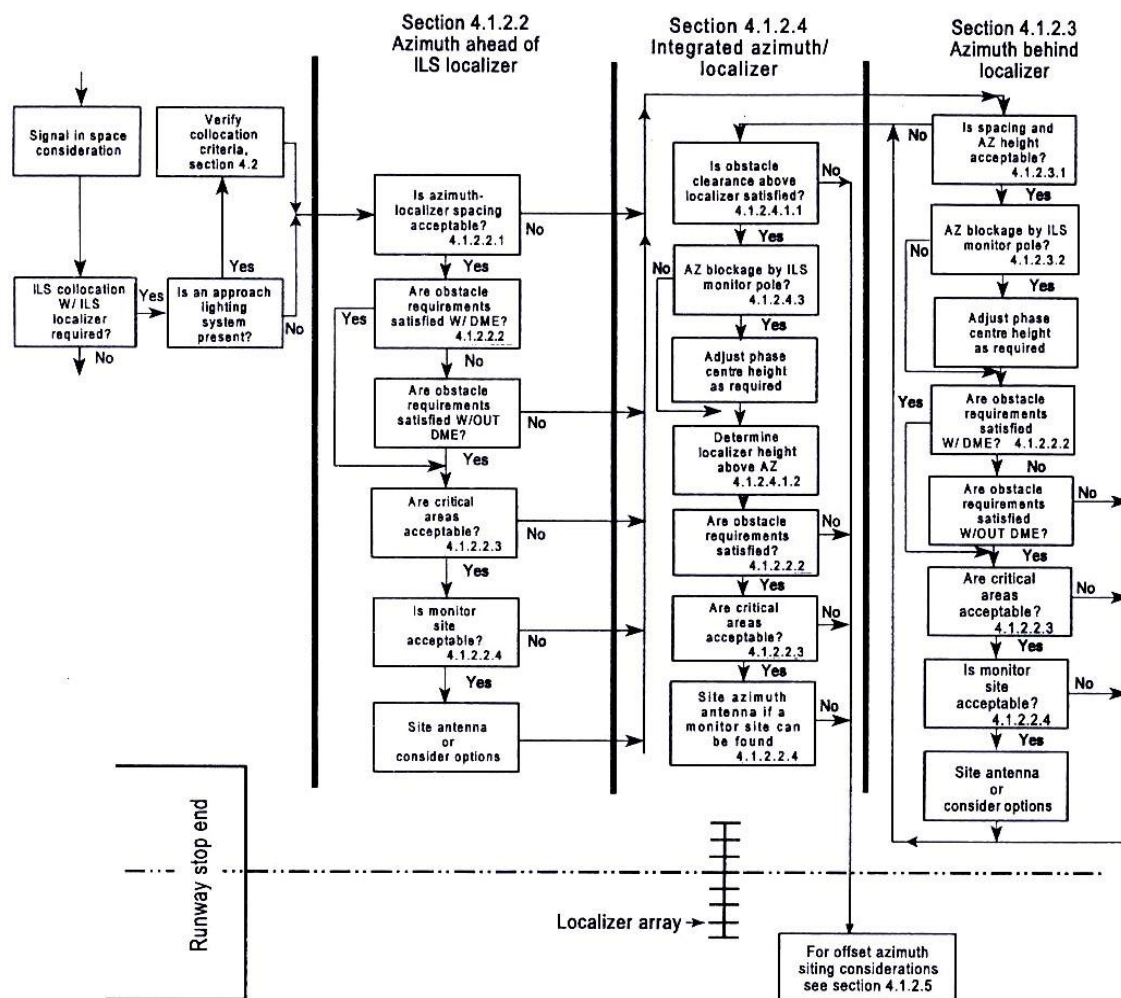 Section 4.1.2.2
Azimuth ahead of
ILS localizer
Section 4.1.2.4
Integrated azimuth/
localizer
Section 4.1.2.3
Azimuth behind
localizer
Signal in space
consideration
Verify
collocation
criteria,
section 4.2
ILS collocation
W/ ILS
localizer
required?
Yes
No
Is an approach
lighting
system
present?
Yes
No
Is azimuth-
localizer spacing
acceptable?
4.1.2.2.1
No
Yes
Are obstacle
requirements
satisfied W/ DME?
4.1.2.2.2
Yes
No
Are obstacle
requirements
satisfied W/OUT
DME?
No
Yes
Are critical
areas
acceptable?
4.1.2.2.3
No
Yes
Is monitor
site
acceptable?
4.1.2.2.4
No
Yes
Site antenna
or
consider options
Is obstacle
clearance above
localizer satisfied?
4.1.2.4.1.1
No
Yes
AZ blockage by ILS
monitor pole?
4.1.2.4.3
No
Yes
Adjust phase
centre height
as required
Determine
localizer height
above AZ
4.1.2.4.1.2
Are obstacle
requirements
satisfied?
4.1.2.2.2
No
Yes
Are critical
areas
acceptable?
4.1.2.2.3
No
Yes
Site azimuth
antenna if a
monitor site can
be found
4.1.2.2.4
No
Is spacing and
AZ height
acceptable?
4.1.2.3.1
No
Yes
AZ blockage by ILS
monitor pole?
4.1.2.3.2
No
Yes
Adjust phase
centre height
as required
Are obstacle
requirements
satisfied
W/ DME? 4.1.2.2.2
Yes
No
Are obstacle
requirements
satisfied
W/OUT DME?
No
Yes
Are critical
areas
acceptable?
4.1.2.2.3
No
Yes
Is monitor
site
acceptable?
4.1.2.2.4
No
Yes
Site antenna
or
consider options
Runway stop end
Localizer array
For offset azimuth
siting considerations
see section 4.1.2.5